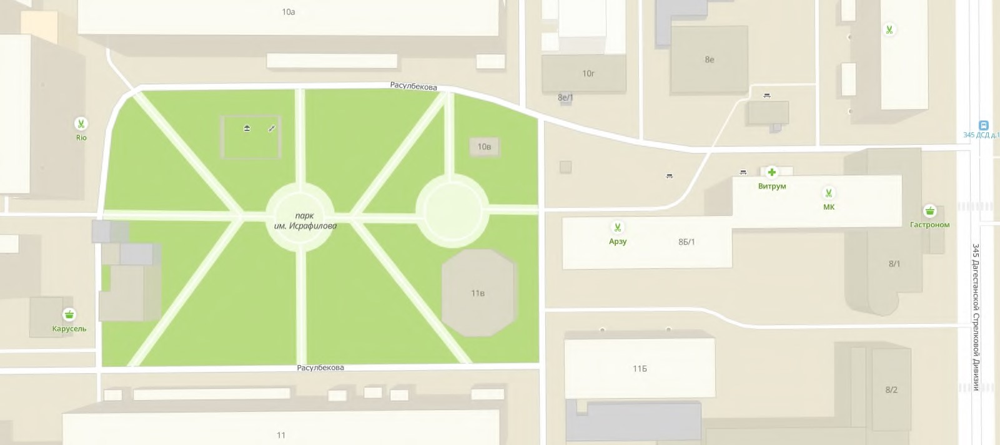 10а
Расулбекова
10г
8е/1
8е
Rio
10в
345 ДСД д.1
Витрум
МК
парк
им. Исрафилова
Гастроном
Арзу
8Б/1
8/1
11в
Карусель
345 Дагестанской Стрелковой Дивизии
Расулбекова
11Б
8/2
11